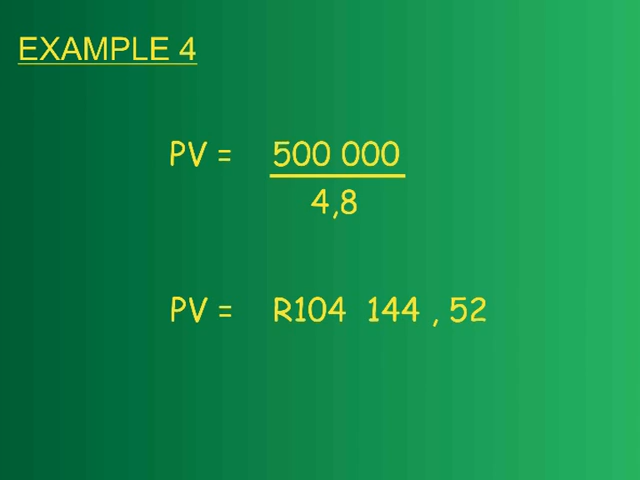 EXAMPLE 4
PV = 500 000
4,8
PV = R104 144 , 52